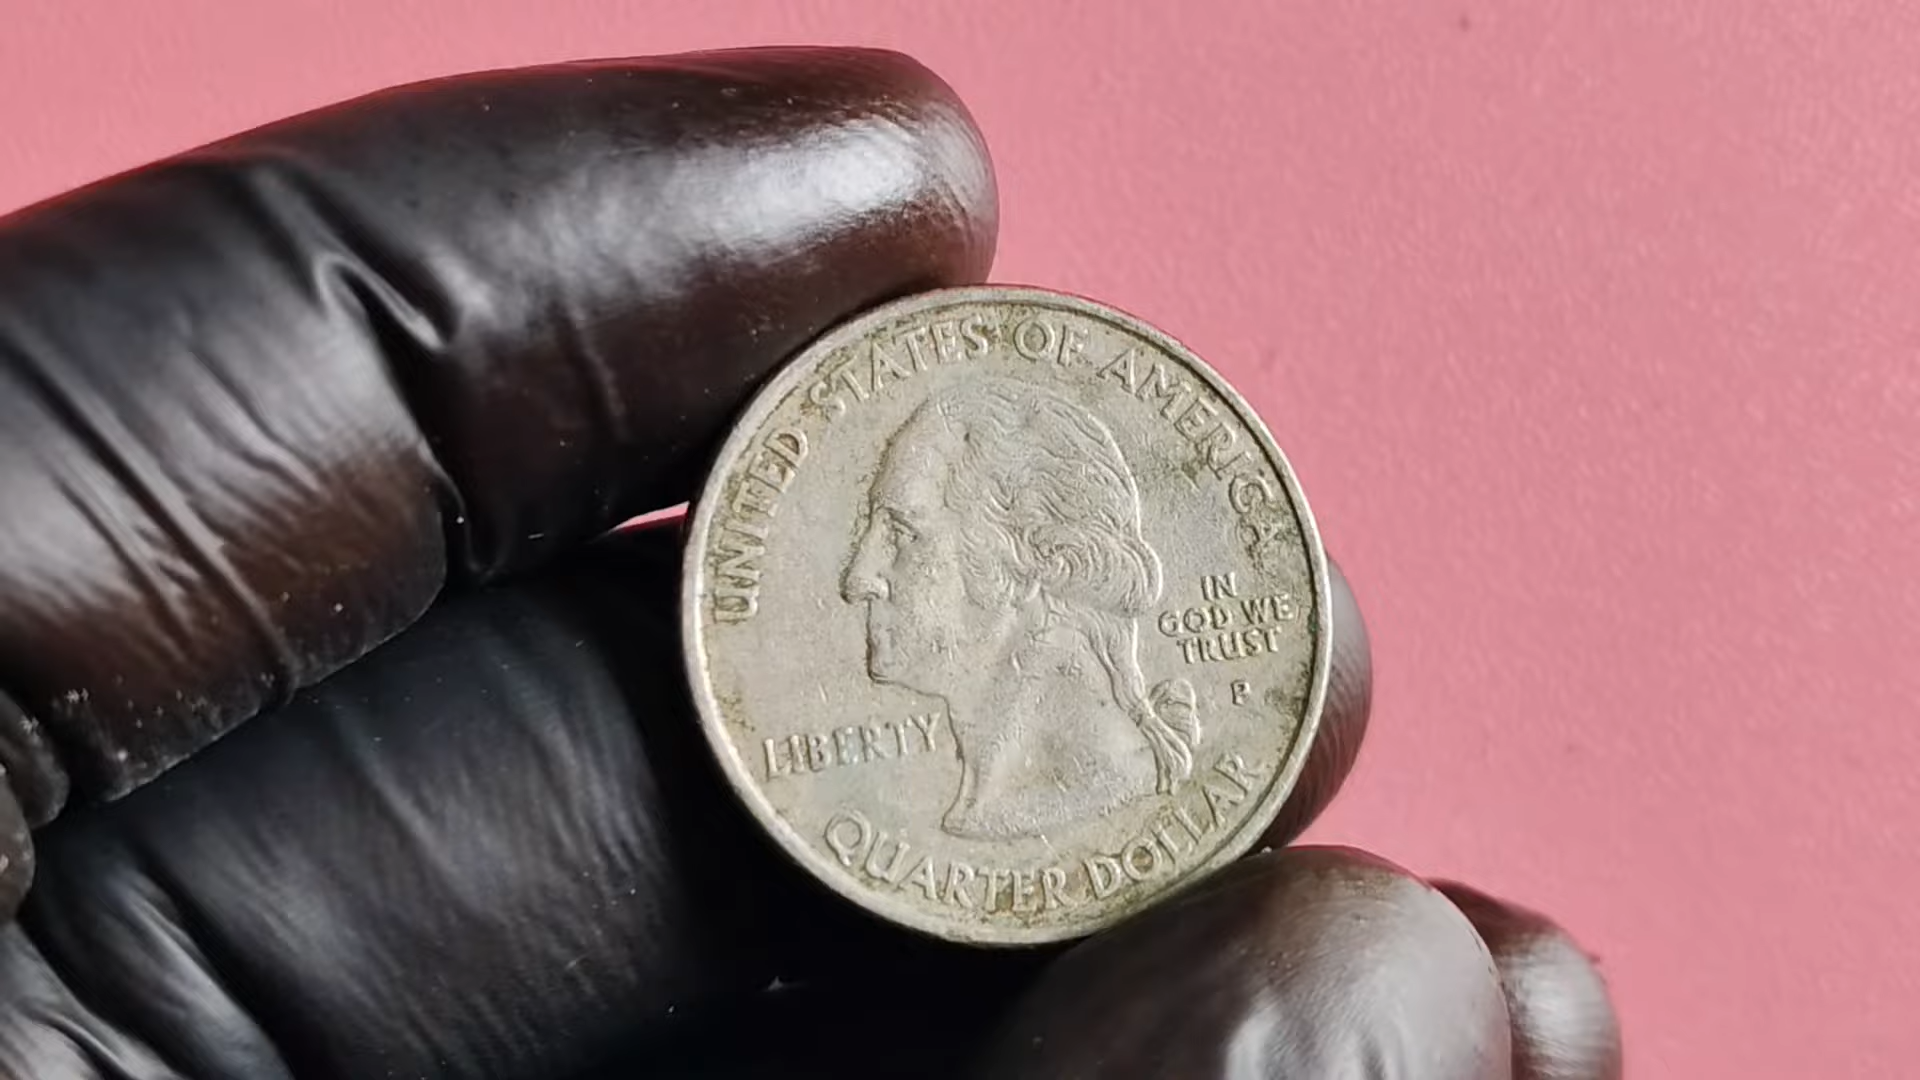 UNITED STATES OF AMERICA
IN
GOD WE
TRUST
P
LIBERTY
QUARTER DOLLAR